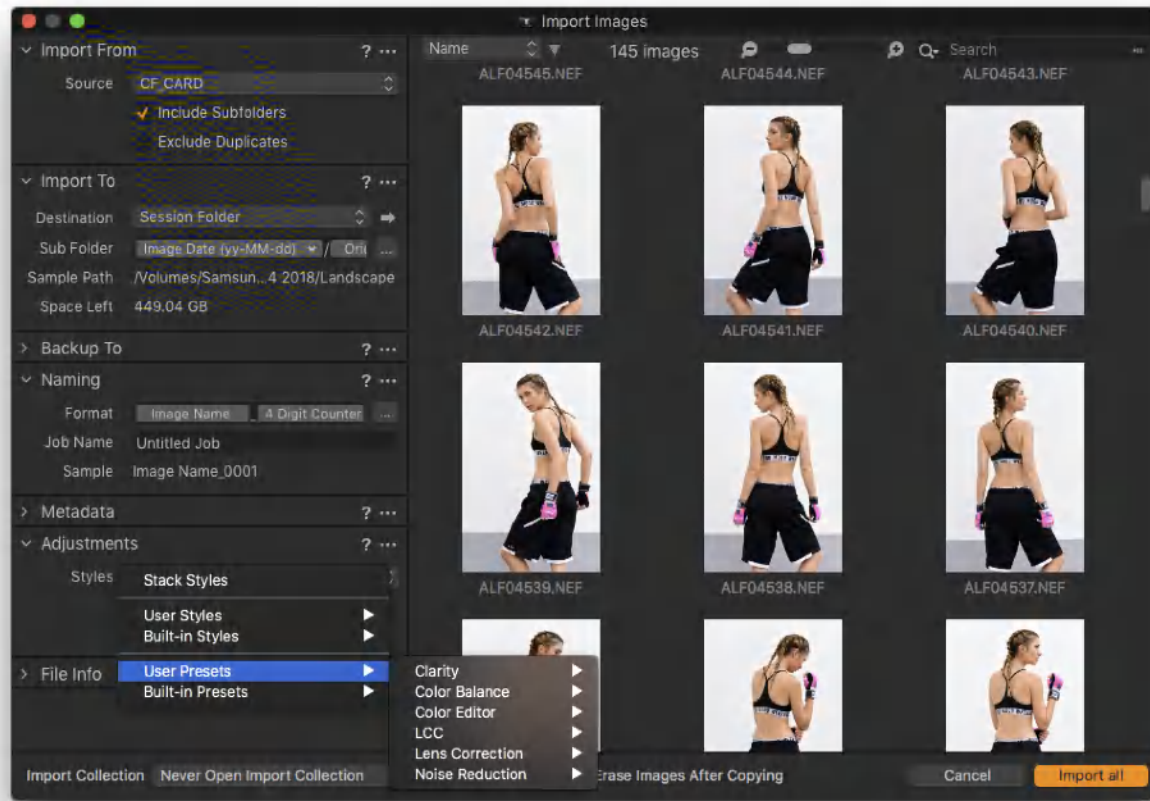 Import Images
Import From ? ...
Source CF_CARD
Include Subfolders
Exclude Duplicates
Import To ? ...
Destination Session Folder
Sub Folder Image Date (yy-MM-dd) / ...
Sample Path /Volumes/Samsun...4 2018/Landscape
Space Left 449.04 GB
Backup To ? ...
Naming ? ...
Format Image Name _ 4 Digit Counter ...
Job Name Untitled Job
Sample Image Name_0001
Metadata ? ...
Adjustments ? ...
Styles
Stack Styles
User Styles
Built-in Styles
User Presets
Built-in Presets
File Info
Clarity
Color Balance
Color Editor
LCC
Lens Correction
Noise Reduction
Name 145 images Search
ALF04545.NEF ALF04544.NEF ALF04543.NEF
ALF04542.NEF ALF04541.NEF ALF04540.NEF
ALF04539.NEF ALF04538.NEF ALF04537.NEF
Import Collection Never Open Import Collection Erase Images After Copying Cancel Import all